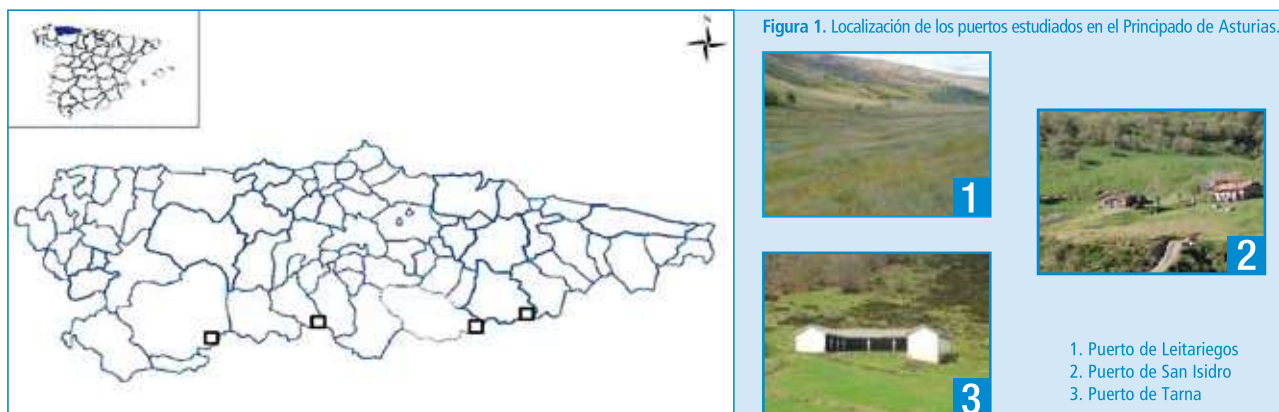 N
Figura 1. Localización de los puertos estudiados en el Principado de Asturias.
1
2
3
1. Puerto de Leitariegos
2. Puerto de San Isidro
3. Puerto de Tarna